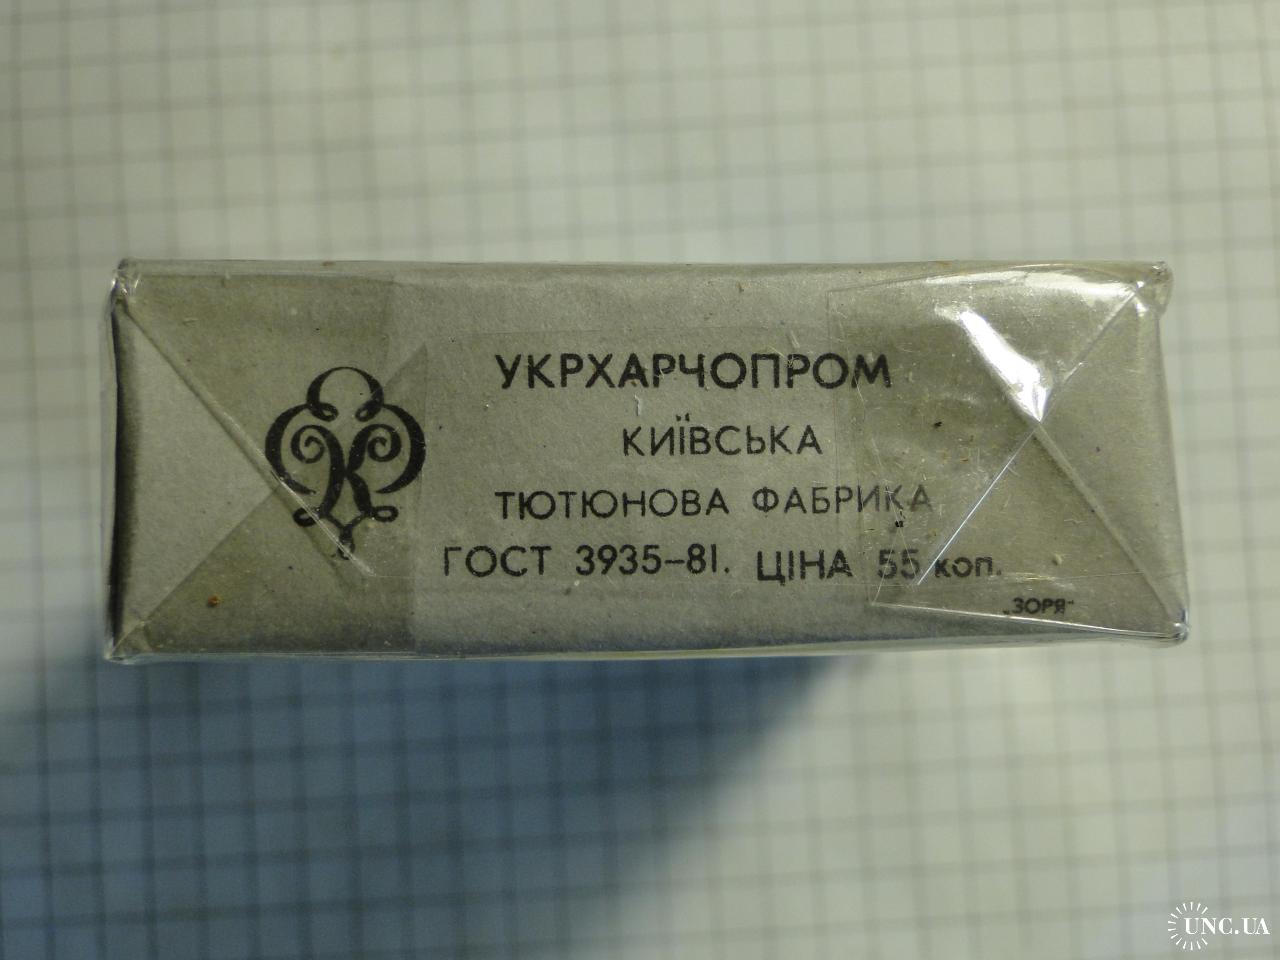 УКРХАРЧОПРОМ
КИЇВСЬКА
ТЮТЮНОВА ФАБРИКА
ГОСТ 3935–81. ЦІНА 55 коп.
„ЗОРЯ“
UNC.UA